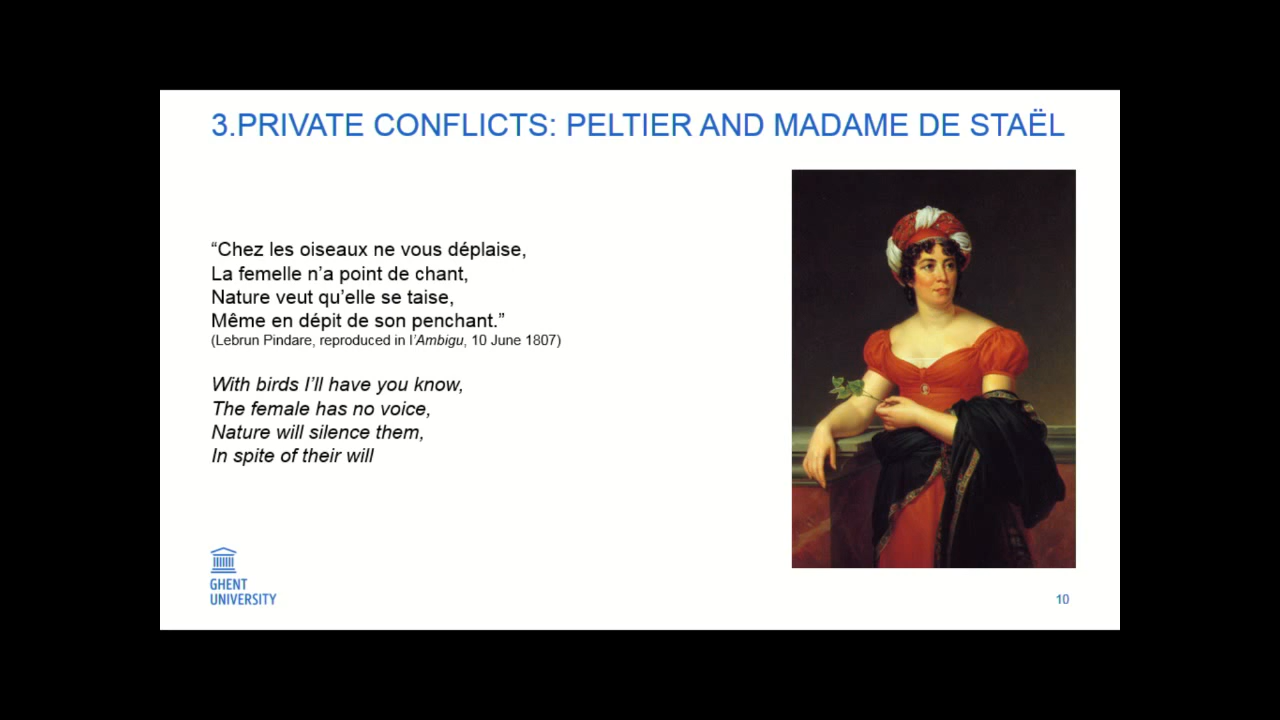 3.PRIVATE CONFLICTS: PELTIER AND MADAME DE STAËL
“Chez les oiseaux ne vous déplaise,
La femelle n’a point de chant,
Nature veut qu’elle se taise,
Même en dépit de son penchant.”
(Lebrun Pindare, reproduced in l’Ambigu, 10 June 1807)
With birds I’ll have you know,
The female has no voice,
Nature will silence them,
In spite of their will
GHENT
UNIVERSITY
10